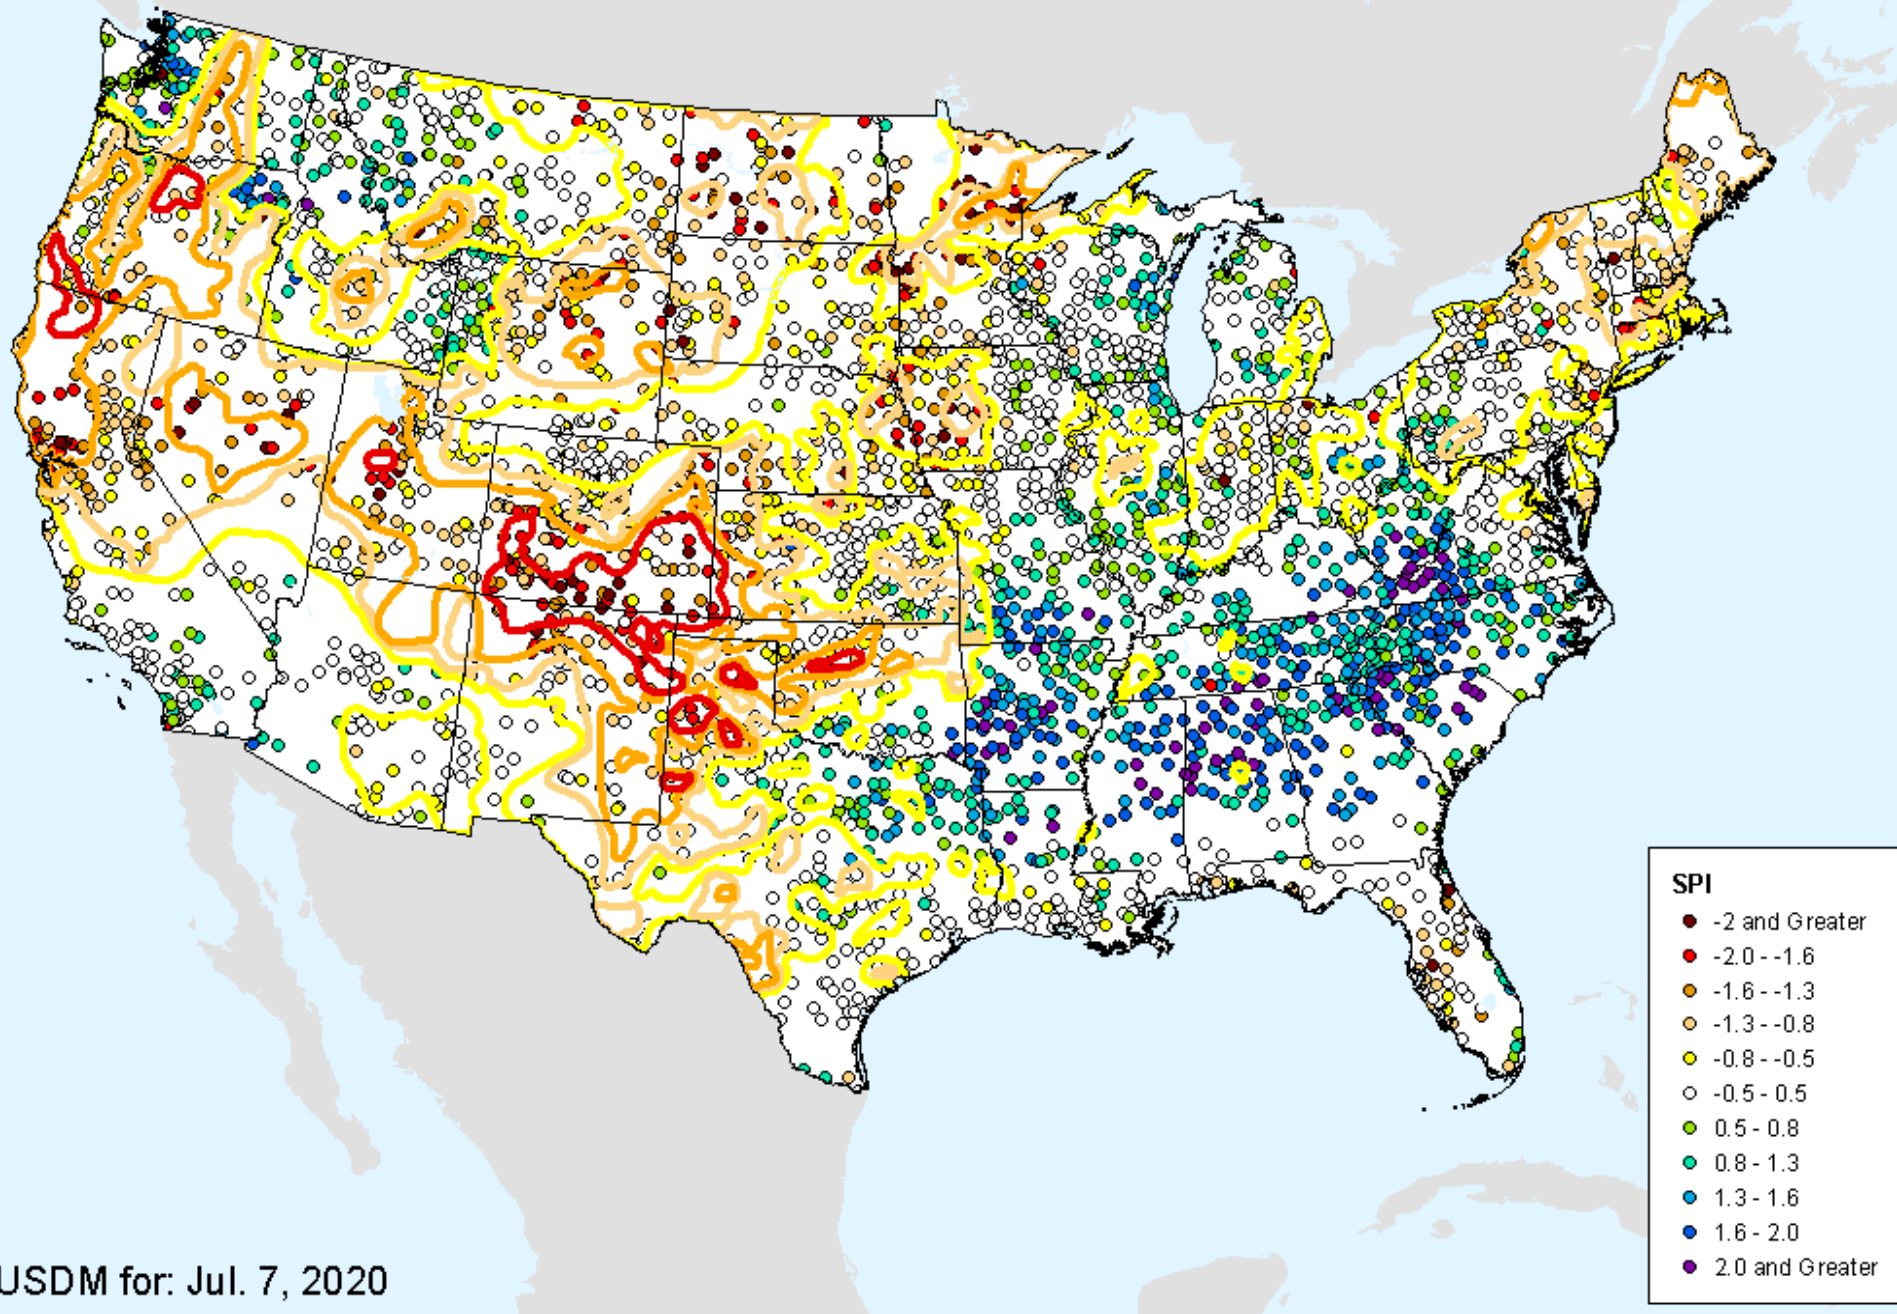 SPI
-2 and Greater
-2.0 - -1.6
-1.6 - -1.3
-1.3 - -0.8
-0.8 - -0.5
-0.5 - 0.5
0.5 - 0.8
0.8 - 1.3
1.3 - 1.6
1.6 - 2.0
2.0 and Greater
USDM for: Jul. 7, 2020